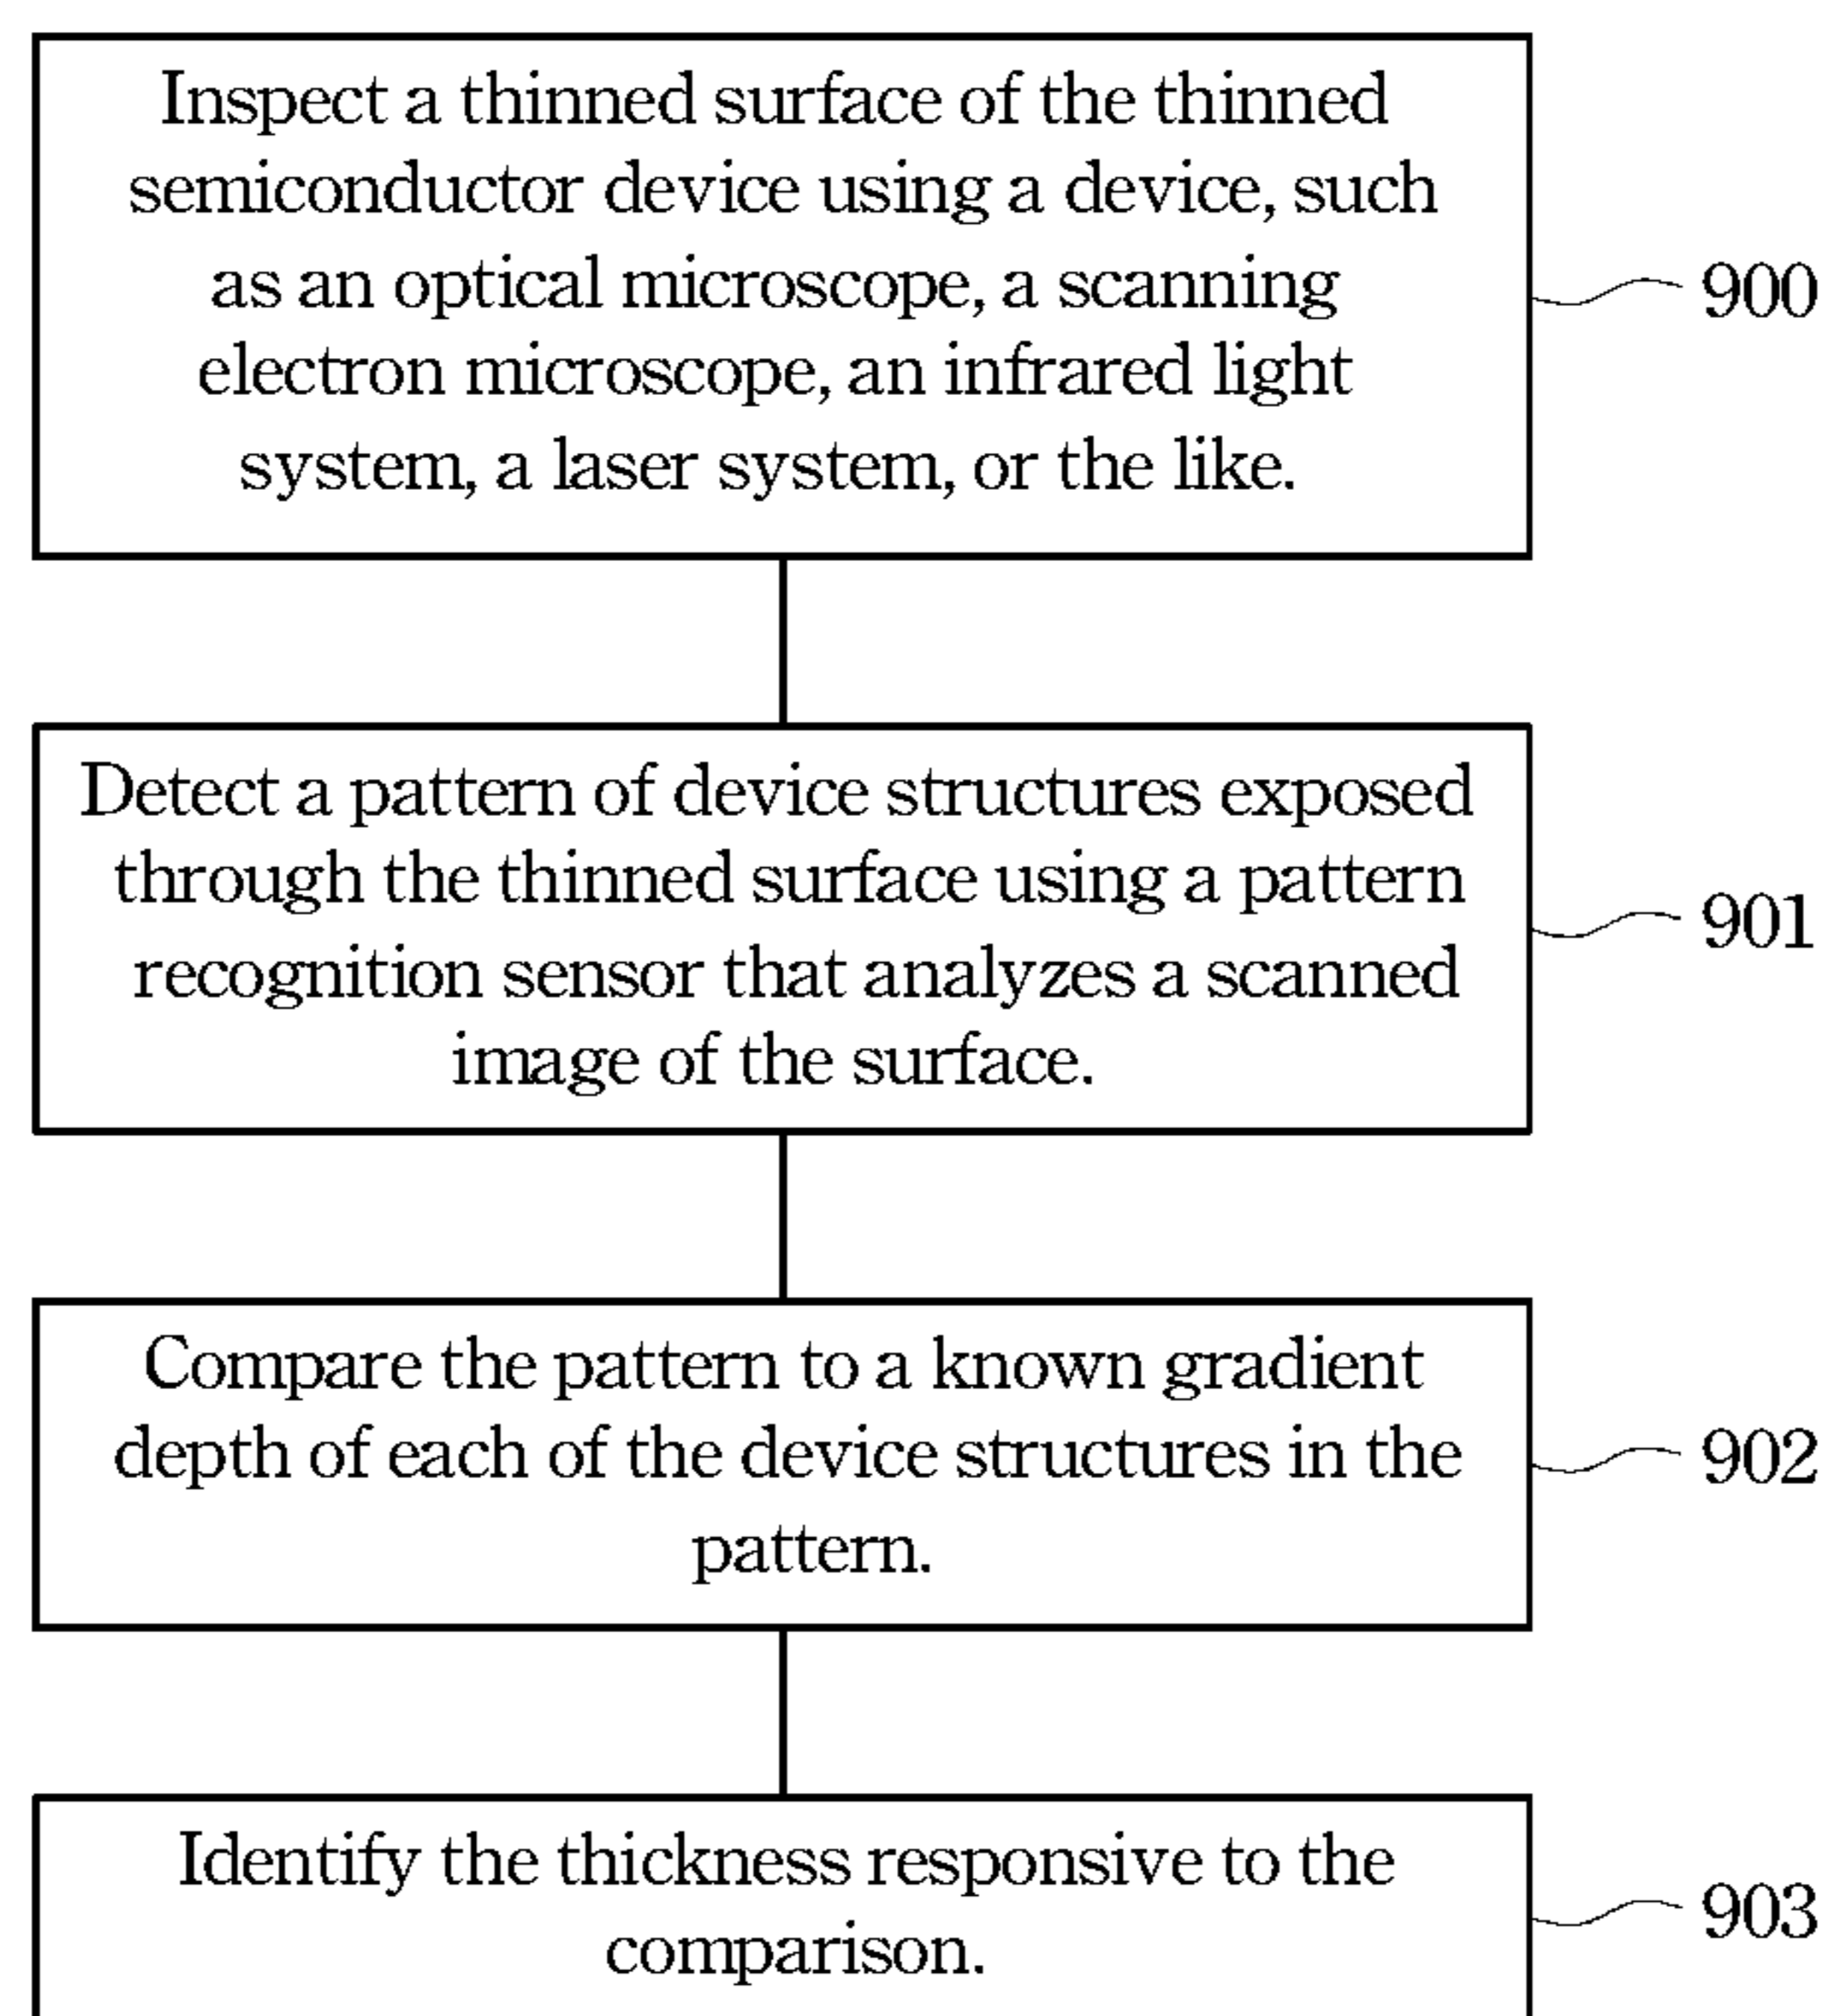 Inspect a thinned surface of the thinned
semiconductor device using a device, such
as an optical microscope, a scanning
electron microscope, an infrared light
system, a laser system, or the like.
900
Detect a pattern of device structures exposed
through the thinned surface using a pattern
recognition sensor that analyzes a scanned
image of the surface.
901
Compare the pattern to a known gradient
depth of each of the device structures in the
pattern.
902
Identify the thickness responsive to the
comparison.
903